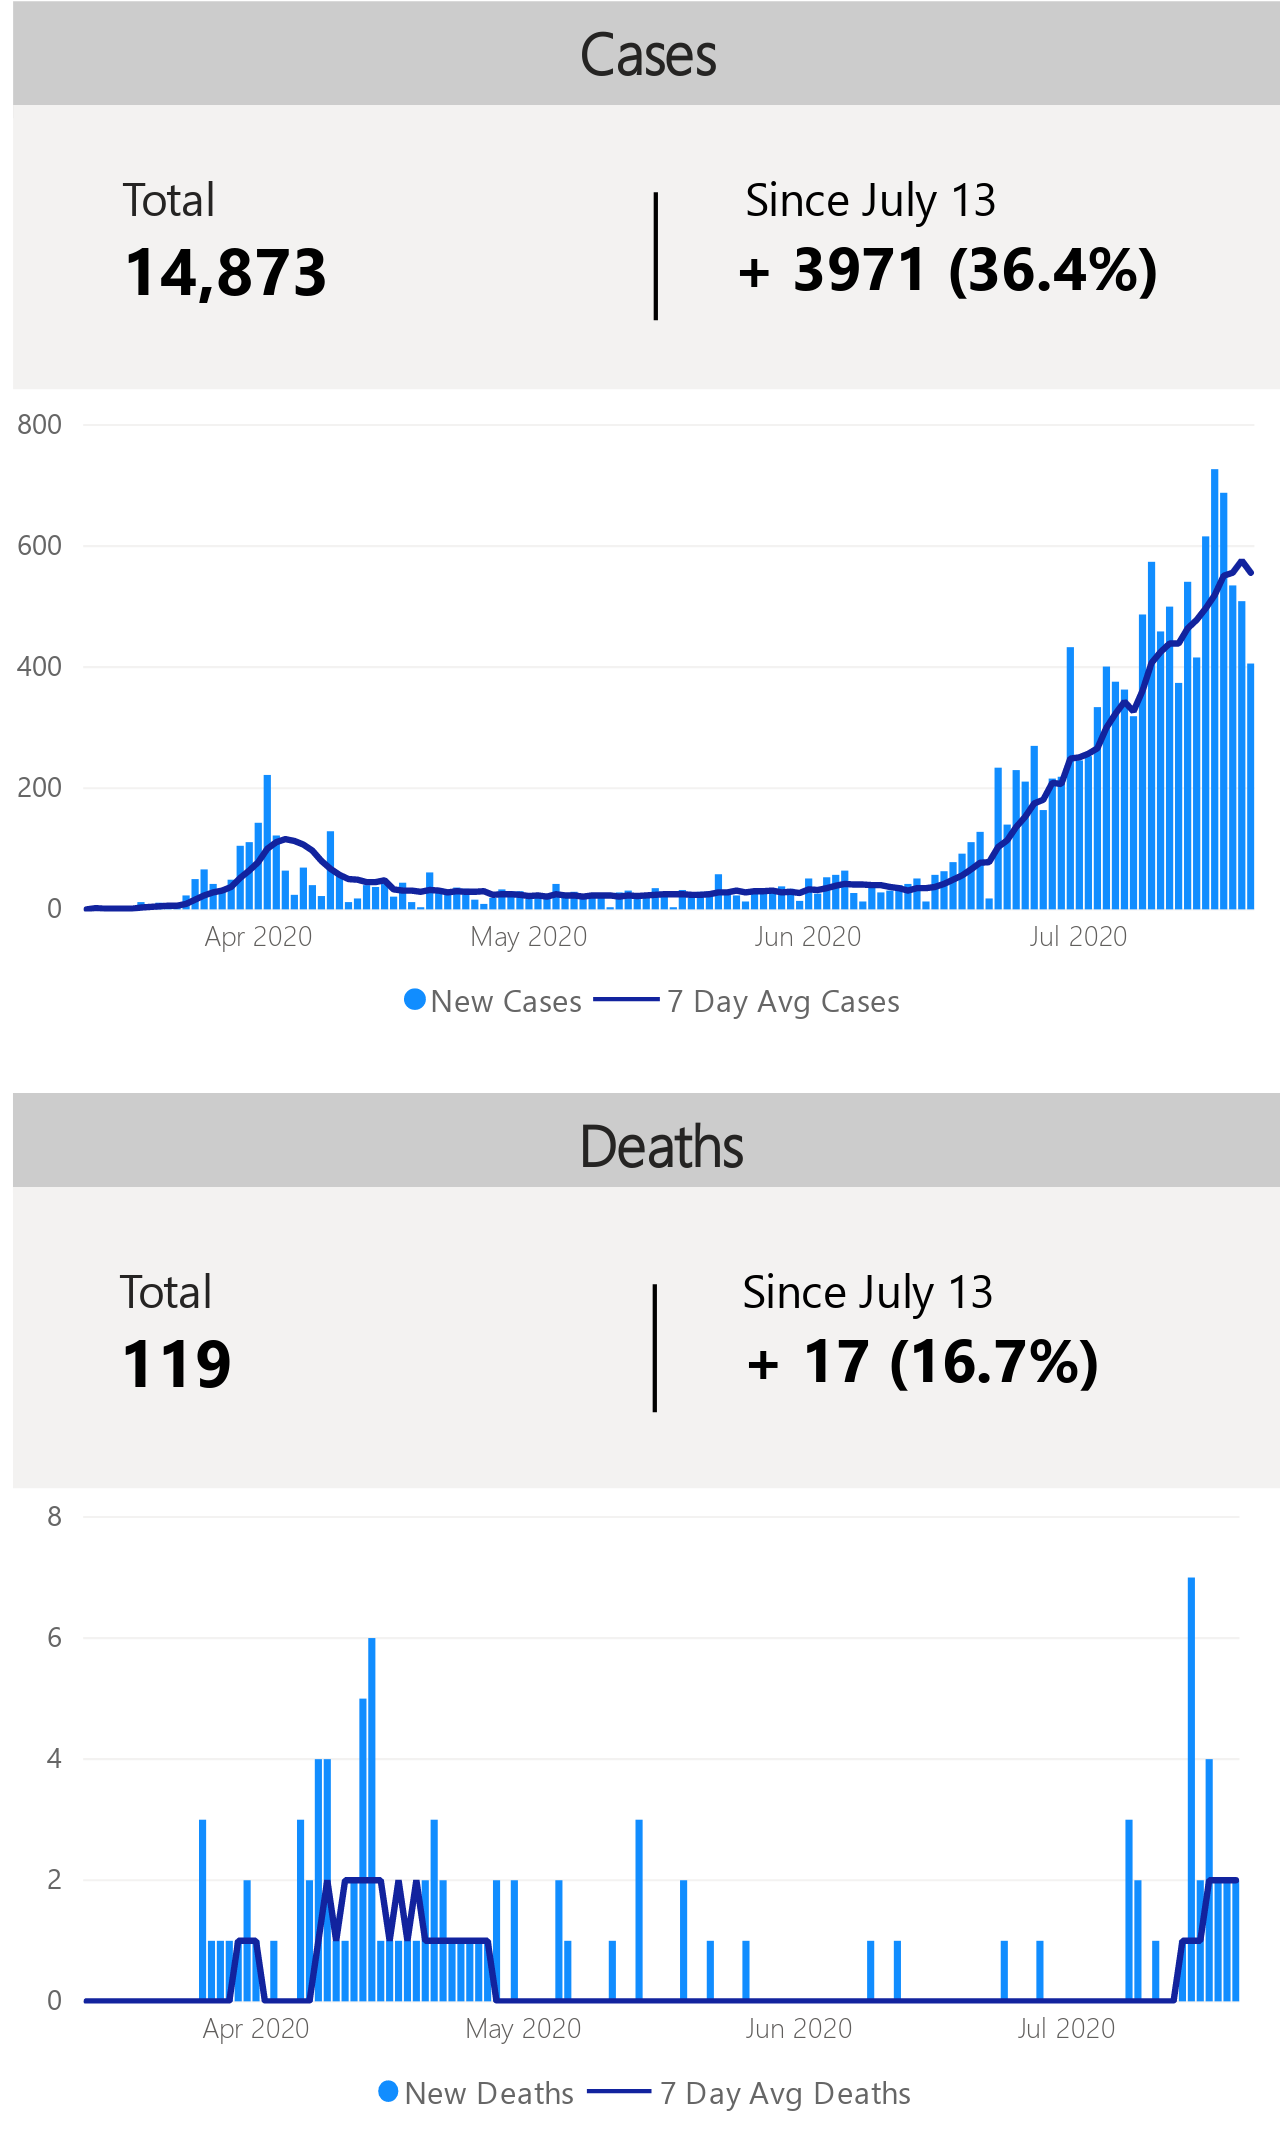 Cases
Total
14,873
Since July 13
+ 3971 (36.4%)
800
600
400
200
0
Apr 2020
May 2020
Jun 2020
Jul 2020
New Cases
7 Day Avg Cases
Deaths
Total
119
Since July 13
+ 17 (16.7%)
8
6
4
2
0
Apr 2020
May 2020
Jun 2020
Jul 2020
New Deaths
7 Day Avg Deaths